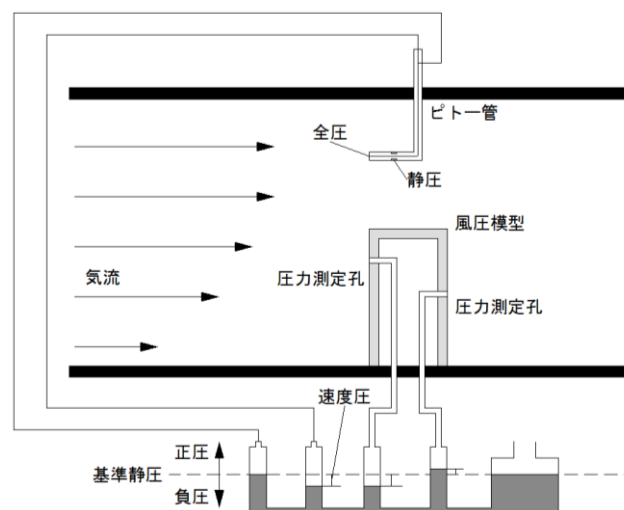 ピトー管
全圧
静圧
風圧模型
気流
圧力測定孔
圧力測定孔
速度圧
正圧
基準静圧
負圧